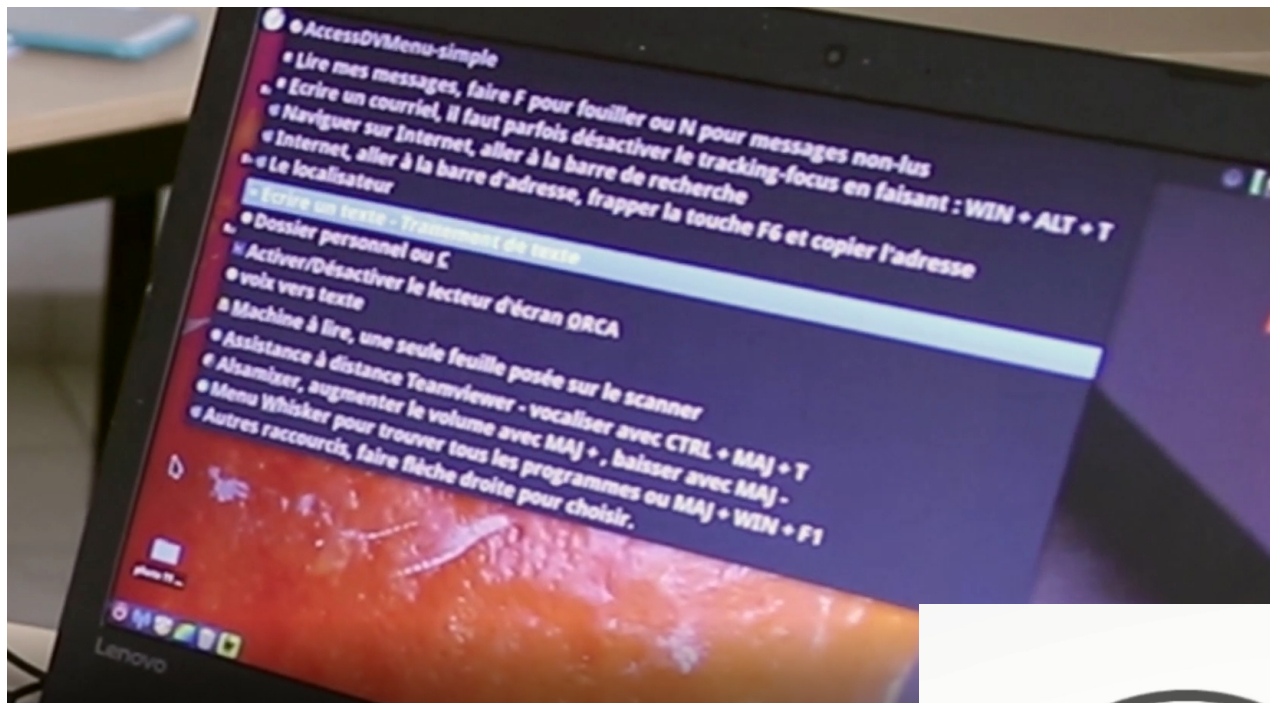 AccessDVMenu-simple
Lire mes messages, faire F pour fouiller ou N pour messages non-lus
Ecrire un courriel, il faut parfois désactiver le tracking-focus en faisant : WIN + ALT + T
Naviguer sur Internet, aller à la barre de recherche
Internet, aller à la barre d'adresse, frapper la touche F6 et copier l'adresse
Le localisateur
Ecrire un texte - Traitement de texte
Dossier personnel ou C
Activer/Désactiver le lecteur d'écran ORCA
voix vers texte
Machine à lire, une seule feuille posée sur le scanner
Assistance à distance Teamviewer - vocaliser avec CTRL + MAJ + T
Alsamixer, augmenter le volume avec MAJ + , baisser avec MAJ -
Menu Whisker pour trouver tous les programmes ou MAJ + WIN + F1
Autres raccourcis, faire flèche droite pour choisir.
Lenovo